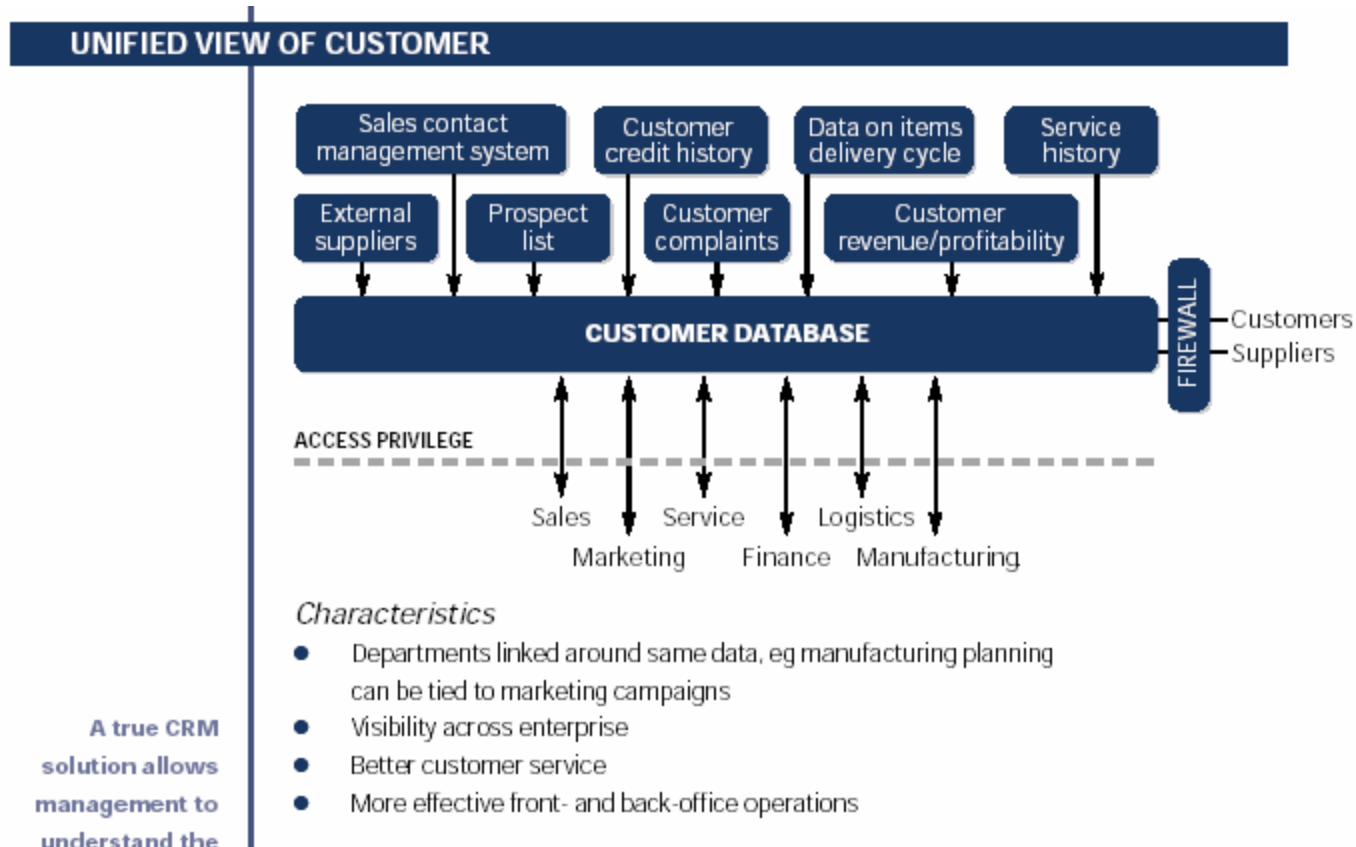 UNIFIED VIEW OF CUSTOMER
Sales contact
management system
Customer
credit history
Data on items
delivery cycle
Service
history
External
suppliers
Prospect
list
Customer
complaints
Customer
revenue/profitability
CUSTOMER DATABASE
FIREWALL
Customers
Suppliers
ACCESS PRIVILEGE
Sales
Service
Logistics
Marketing
Finance
Manufacturing
Characteristics
● Departments linked around same data, eg manufacturing planning
can be tied to marketing campaigns
● Visibility across enterprise
● Better customer service
● More effective front- and back-office operations
A true CRM
solution allows
management to
understand the